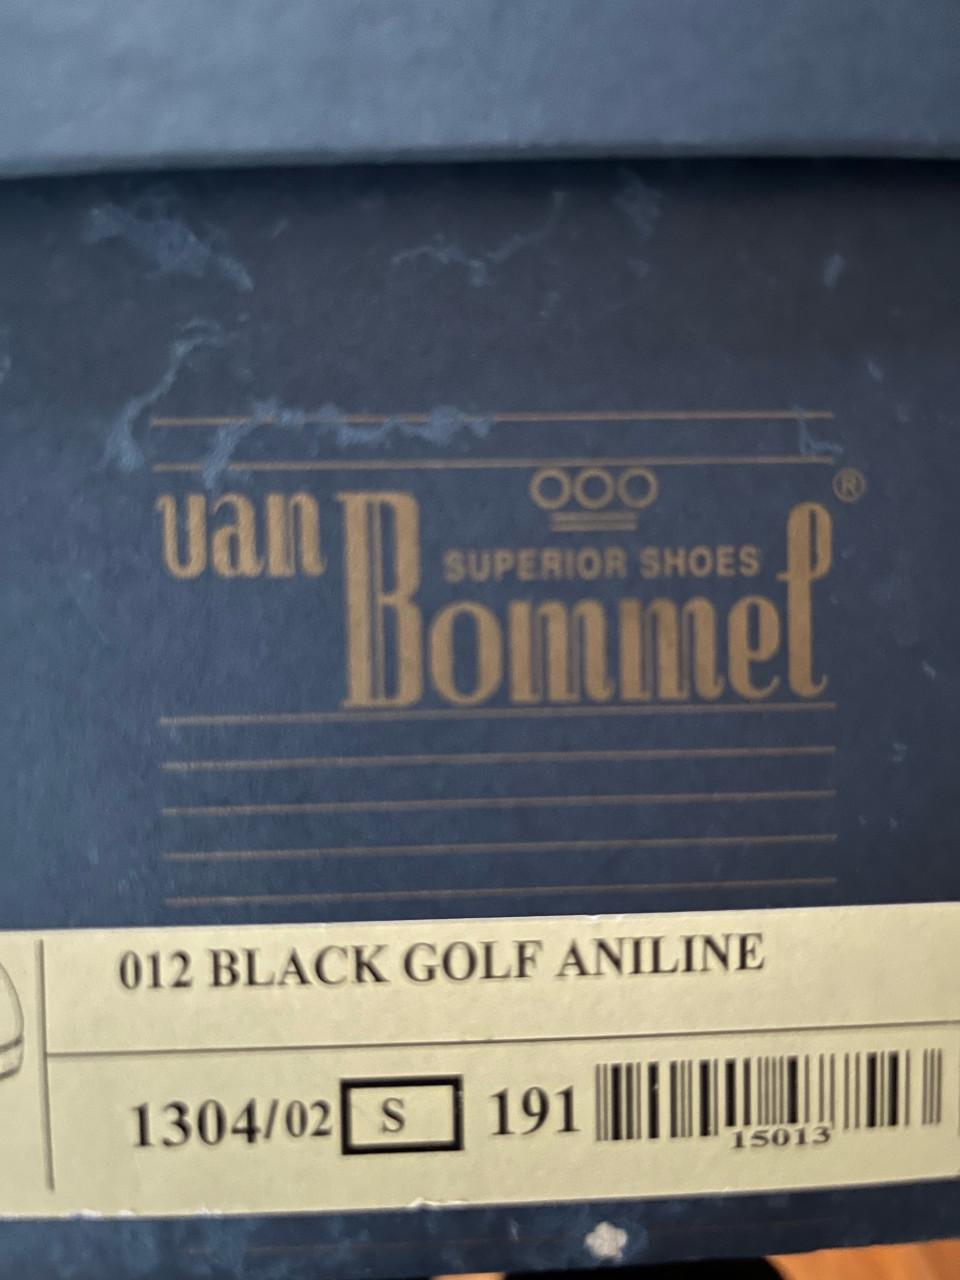 van Bommel®
SUPERIOR SHOES
012 BLACK GOLF ANILINE
1304/02 S 191
15013